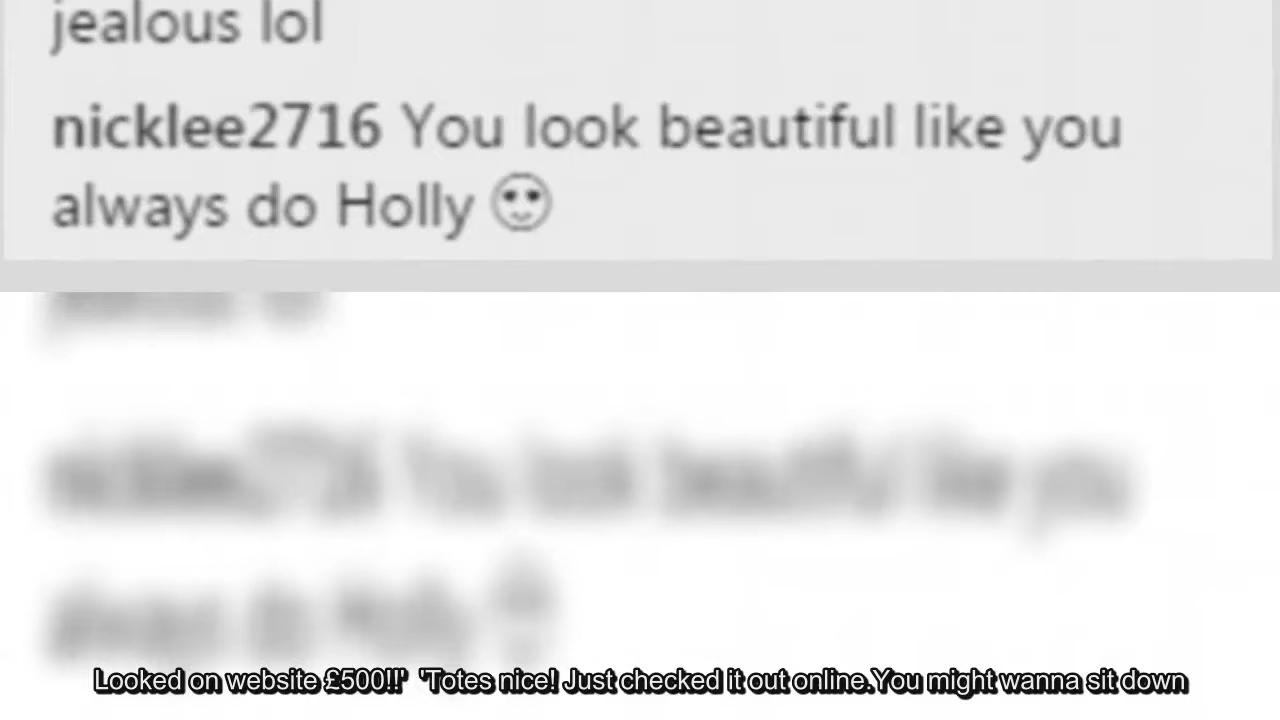 jealous lol
nicklee2716 You look beautiful like you
always do Holly
Looked on website £500!!' 'Totes nice! Just checked it out online.You might wanna sit down